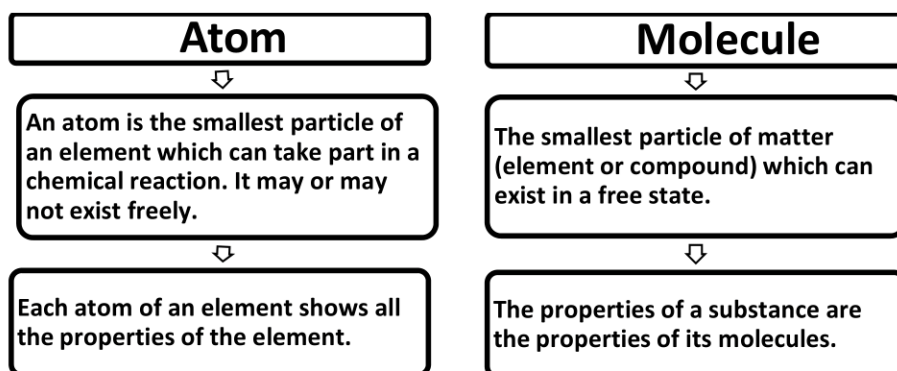 Atom
An atom is the smallest particle of
an element which can take part in a
chemical reaction. It may or may
not exist freely.
Each atom of an element shows all
the properties of the element.
Molecule
The smallest particle of matter
(element or compound) which can
exist in a free state.
The properties of a substance are
the properties of its molecules.